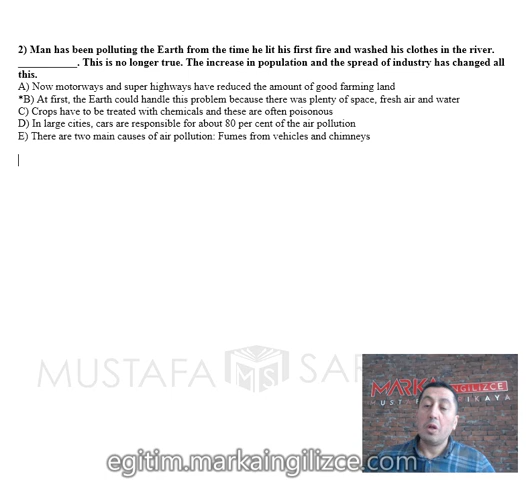 2) Man has been polluting the Earth from the time he lit his first fire and washed his clothes in the river.
____________. This is no longer true. The increase in population and the spread of industry has changed all
this.
A) Now motorways and super highways have reduced the amount of good farming land
*B) At first, the Earth could handle this problem because there was plenty of space, fresh air and water
C) Crops have to be treated with chemicals and these are often poisonous
D) In large cities, cars are responsible for about 80 per cent of the air pollution
E) There are two main causes of air pollution: Fumes from vehicles and chimneys
MUSTAFA MS SAR
egitim.markaingilizce.com